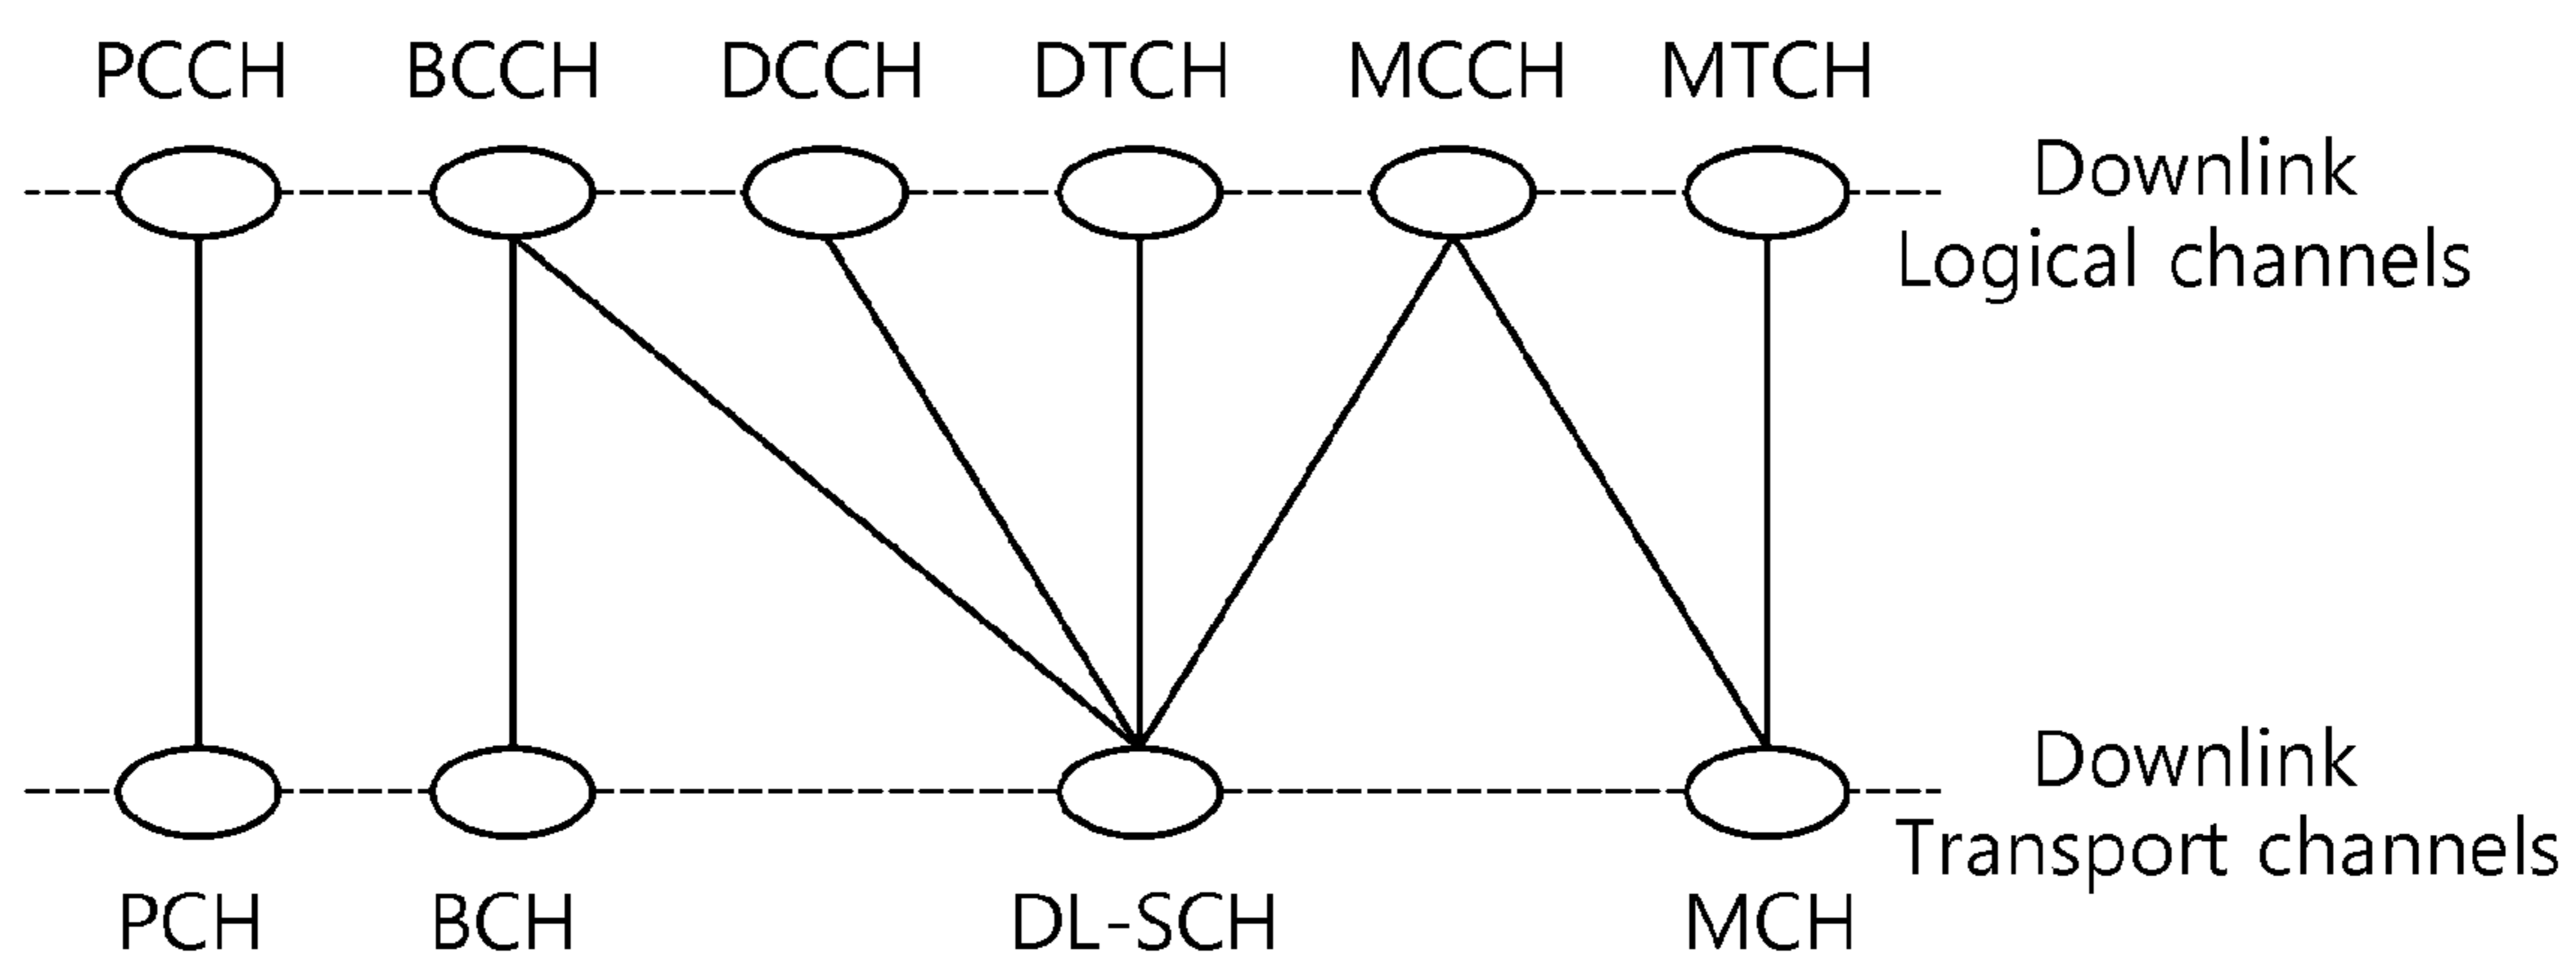 PCCH BCCH DCCH DTCH MCCH MTCH
Downlink
Logical channels
Downlink
Transport channels
PCH BCH DL-SCH MCH